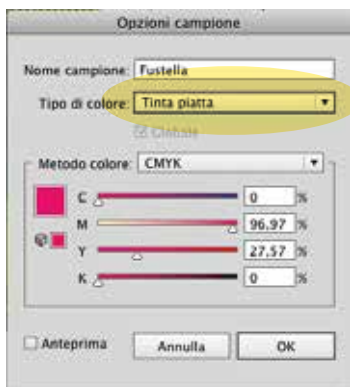 Opzioni campione
Nome campione: Fustella
Tipo di colore: Tinta piatta
Globale
Metodo colore: CMYK
C 0 %
M 96,97 %
Y 27,57 %
K 0 %
Anteprima Annulla OK